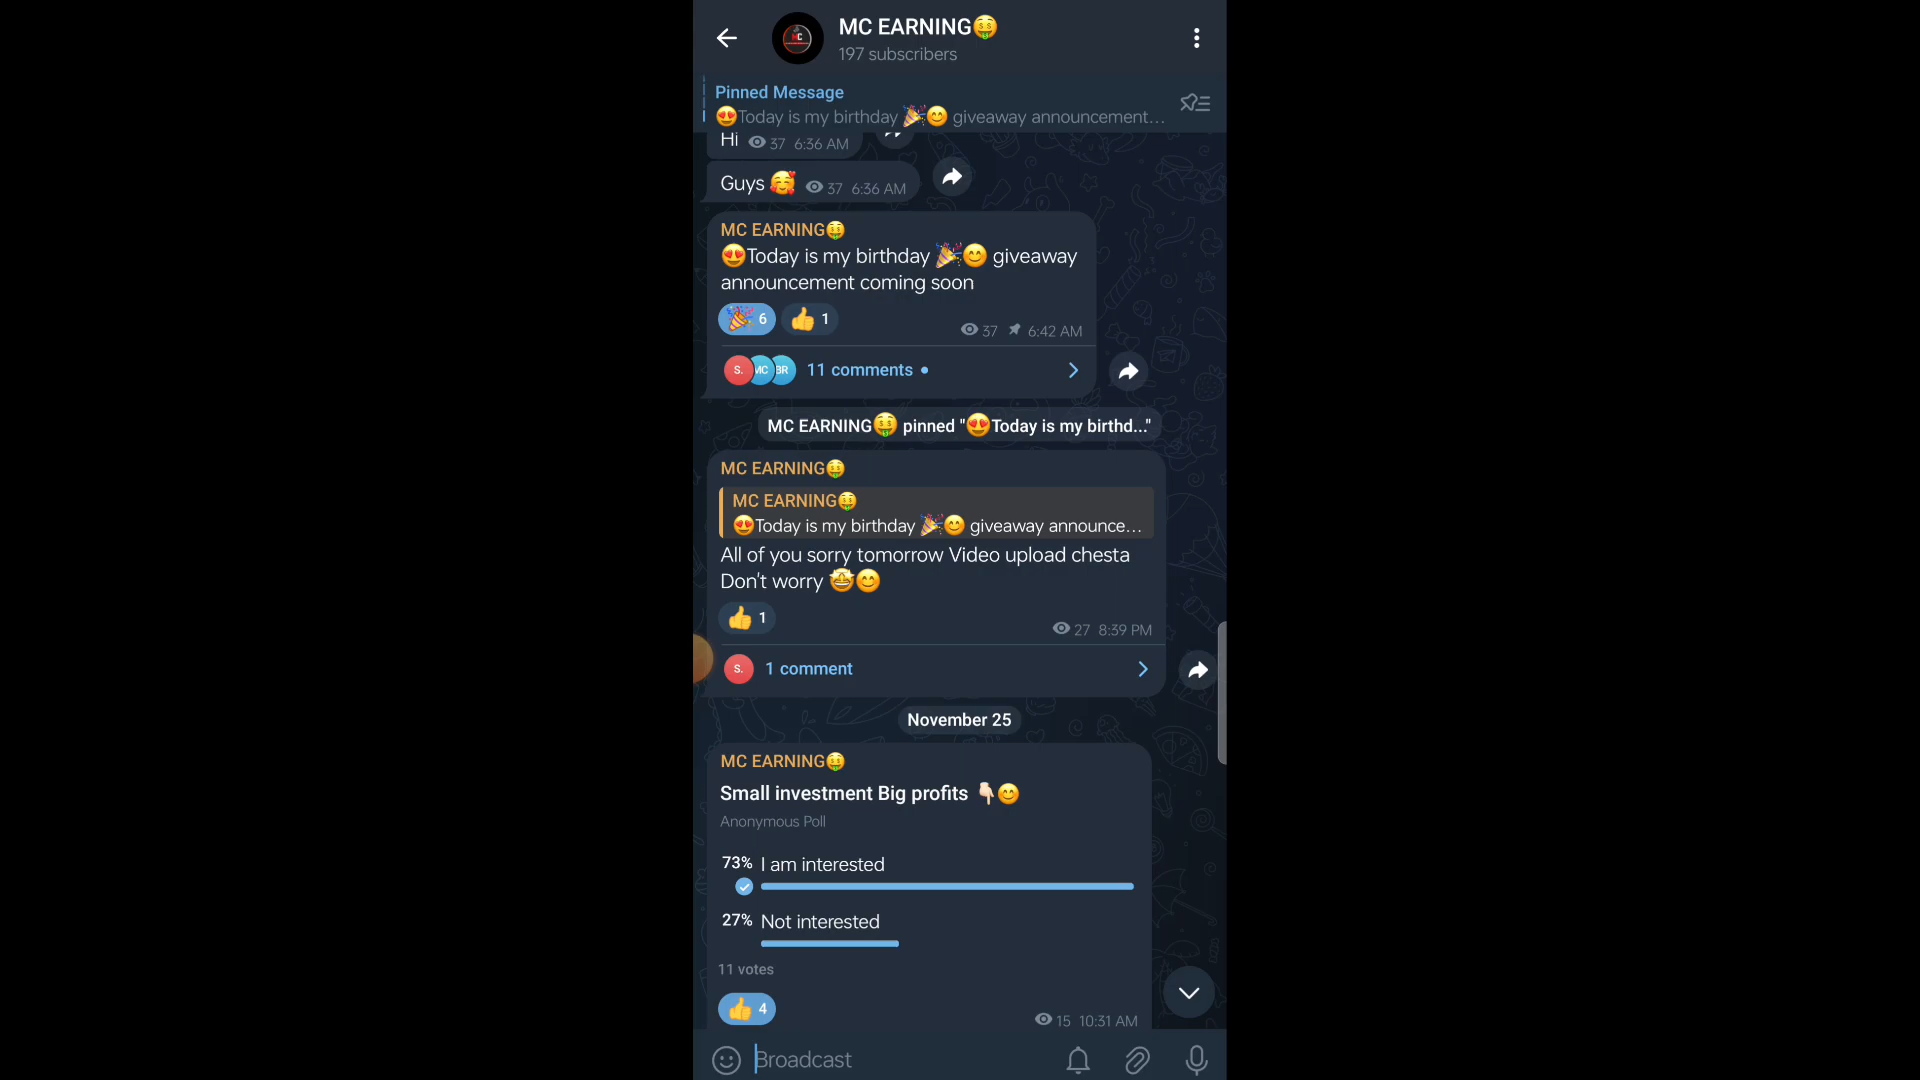 MC EARNING🤑
197 subscribers
Pinned Message
😍Today is my birthday 🎉😊 giveaway announcement...
Hi 37 6:36 AM
Guys 🥰 37 6:36 AM
MC EARNING🤑
😍Today is my birthday 🎉😊 giveaway
announcement coming soon
🎉 6 👍 1
37 6:42 AM
S. MC BR 11 comments
MC EARNING🤑 pinned "😍Today is my birthd..."
MC EARNING🤑
MC EARNING🤑
😍Today is my birthday 🎉😊 giveaway announce...
All of you sorry tomorrow Video upload chesta
Don't worry 🤩😊
👍 1
27 8:39 PM
S. 1 comment
November 25
MC EARNING🤑
Small investment Big profits 👇🏻😊
Anonymous Poll
73% I am interested
27% Not interested
11 votes
👍 4
15 10:31 AM
Broadcast